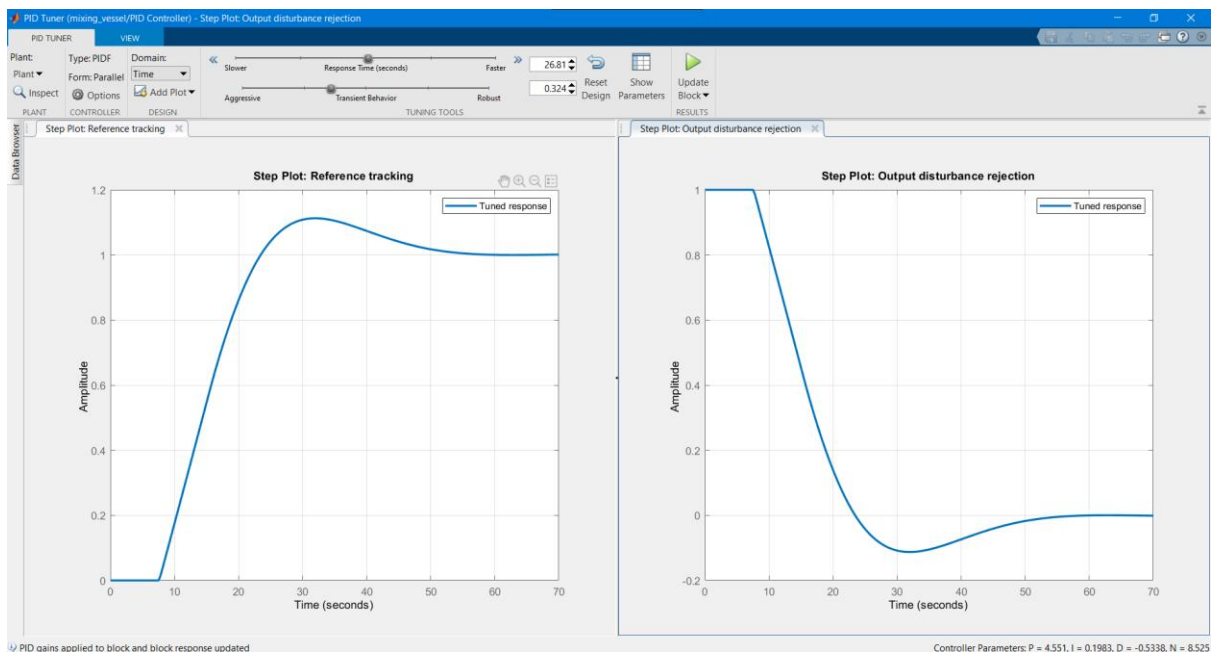 PID Tuner (mixing_vessel/PID Controller) - Step Plot: Output disturbance rejection
PID TUNER VIEW
Plant: Type: PIDF Domain:
Plant Form: Parallel Time
Slower Response Time (seconds) Faster 26.81
Inspect Options Add Plot
Aggressive Transient Behavior Robust 0.324
Reset Design
Show Parameters
Update Block
PLANT CONTROLLER DESIGN TUNING TOOLS RESULTS
Data Browser
Step Plot: Reference tracking
Step Plot: Reference tracking
Tuned response
1.2
1
0.8
0.6
0.4
0.2
0
Amplitude
0 10 20 30 40 50 60 70
Time (seconds)
Step Plot: Output disturbance rejection
Step Plot: Output disturbance rejection
Tuned response
1
0.8
0.6
0.4
0.2
0
-0.2
Amplitude
0 10 20 30 40 50 60 70
Time (seconds)
PID gains applied to block and block response updated
Controller Parameters: P = 4.551, I = 0.1983, D = -0.5338, N = 8.525